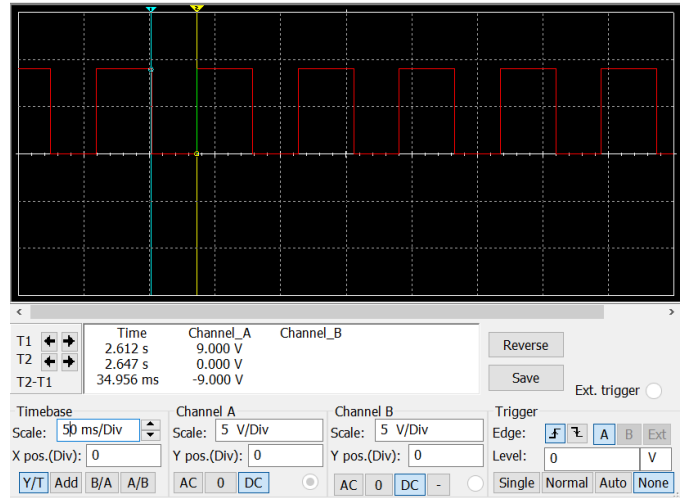 1 2
< >
T1 Time Channel_A Channel_B
2.612 s 9.000 V
T2 2.647 s 0.000 V
T2-T1 34.956 ms -9.000 V
Reverse
Save
Ext. trigger
Timebase Channel A Channel B Trigger
Scale: 50 ms/Div Scale: 5 V/Div Scale: 5 V/Div Edge: A B Ext
X pos.(Div): 0 Y pos.(Div): 0 Y pos.(Div): 0 Level: 0 V
Y/T Add B/A A/B AC 0 DC AC 0 DC - Single Normal Auto None